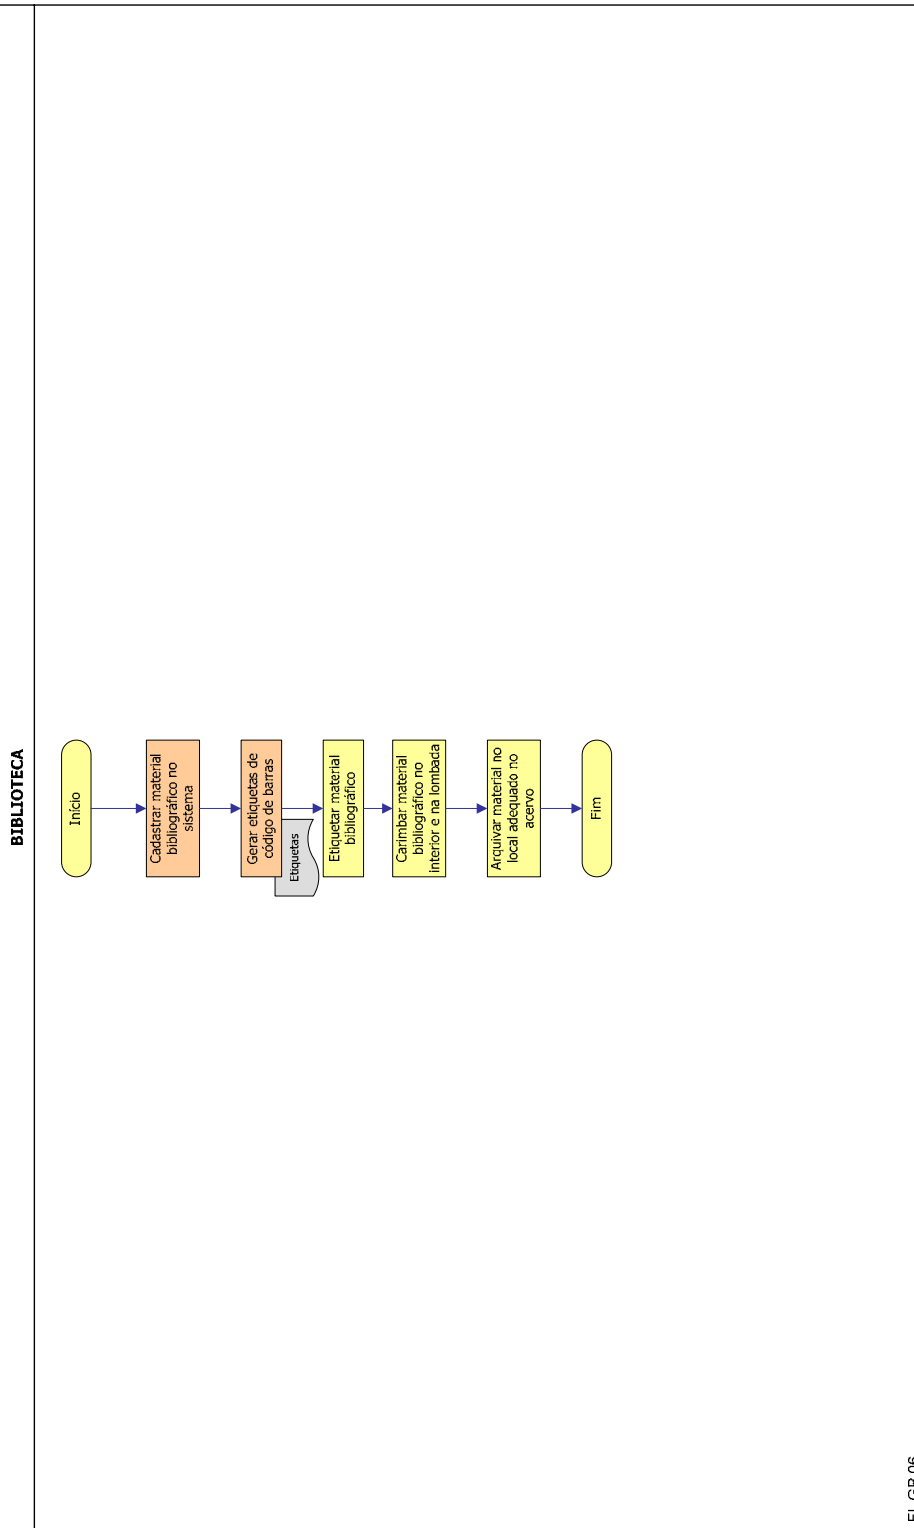 BIBLIOTECA
Início
Cadastrar material
bibliográfico no
sistema
Gerar etiquetas de
código de barras
Etiquetas
Etiquetar material
bibliográfico
Carimbar material
bibliográfico no
interior e na lombada
Arquivar material no
local adequado no
acervo
Fim